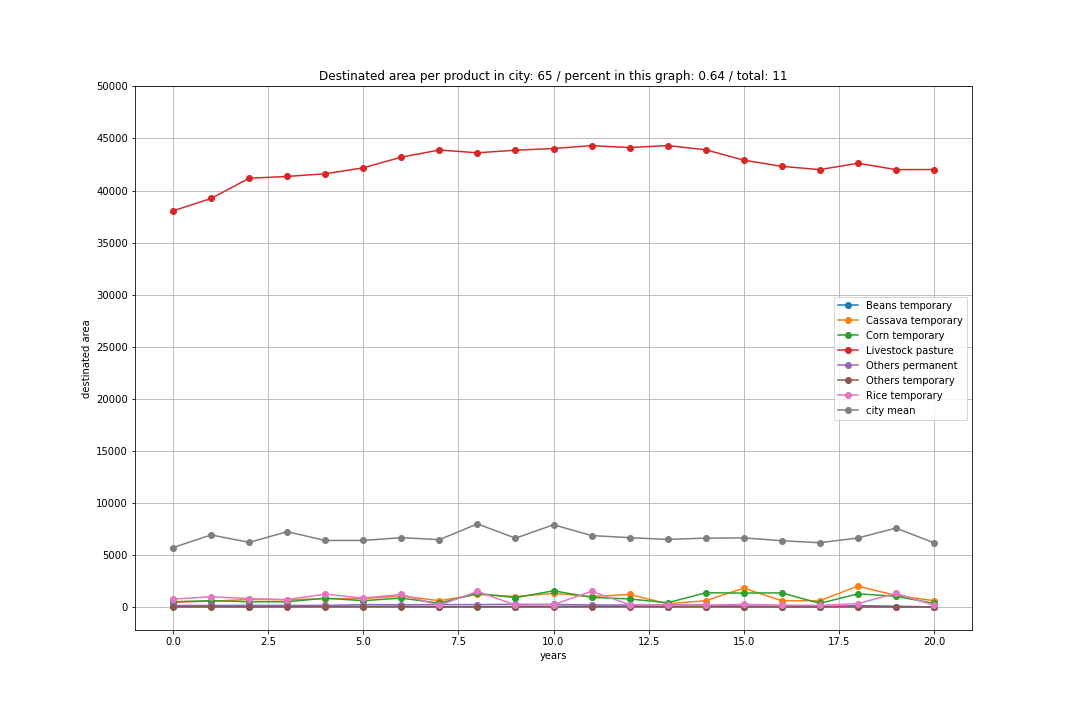 Destinated area per product in city: 65 / percent in this graph: 0.64 / total: 11
50000
45000
40000
35000
30000
25000
20000
15000
10000
5000
0
destinated area
Beans temporary
Cassava temporary
Corn temporary
Livestock pasture
Others permanent
Others temporary
Rice temporary
city mean
0.0 2.5 5.0 7.5 10.0 12.5 15.0 17.5 20.0
years